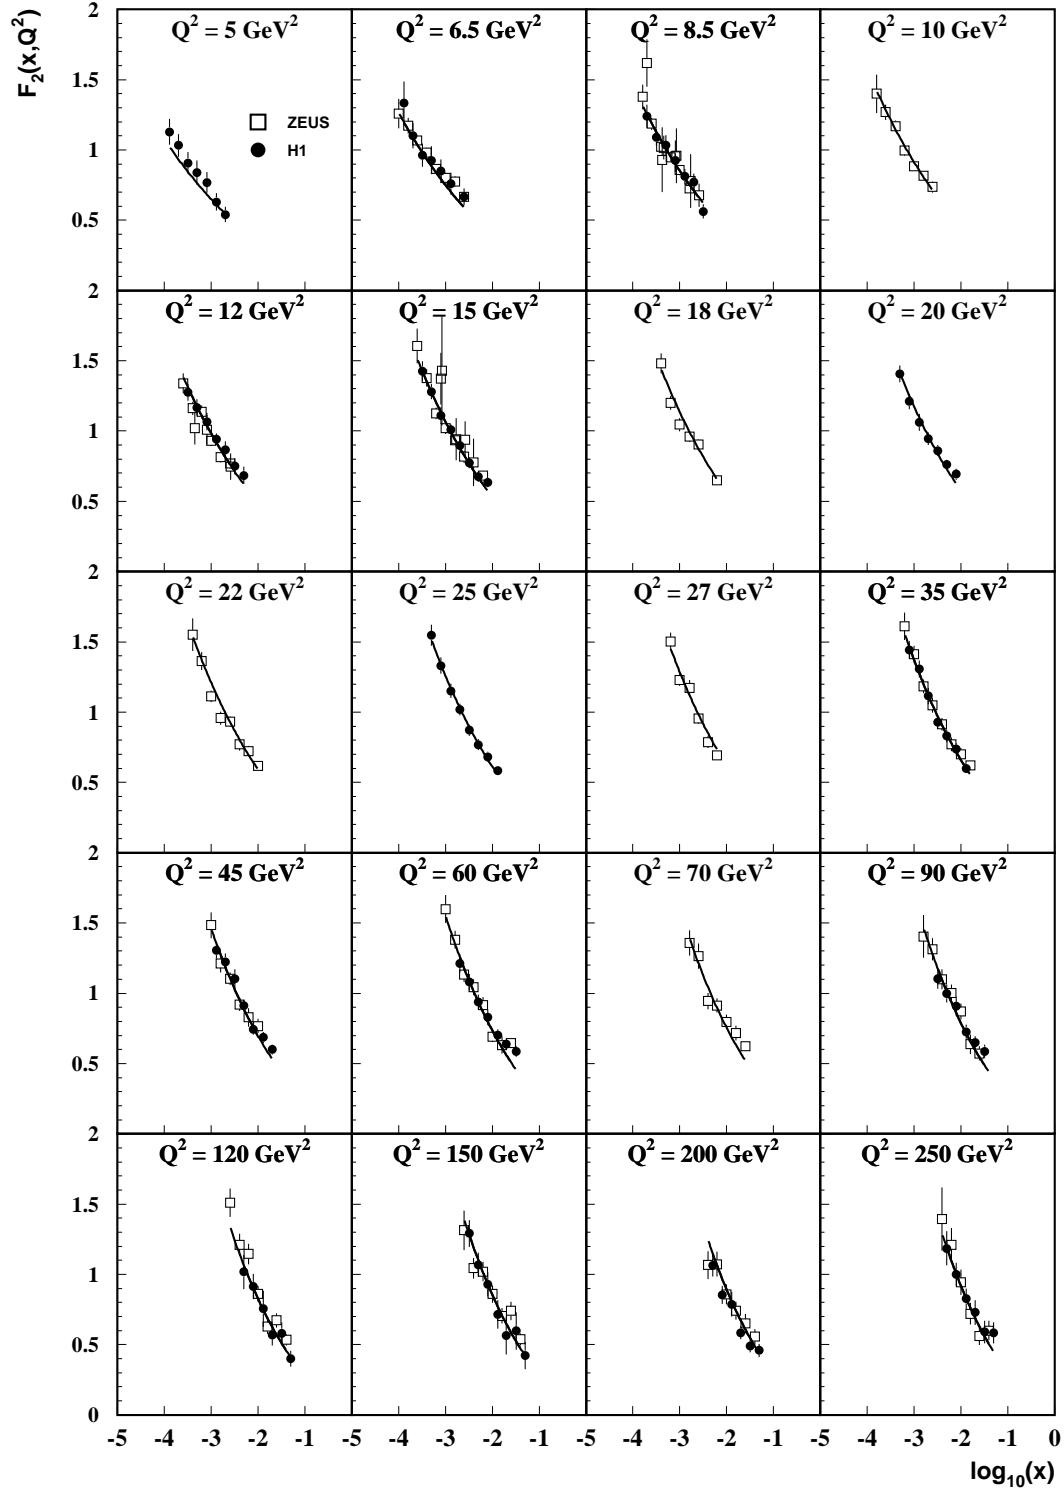 F₂(x,Q²)
2
Q² = 5 GeV² Q² = 6.5 GeV² Q² = 8.5 GeV² Q² = 10 GeV²
1.5
ZEUS
H1
1
0.5
2
Q² = 12 GeV² Q² = 15 GeV² Q² = 18 GeV² Q² = 20 GeV²
1.5
1
0.5
2
Q² = 22 GeV² Q² = 25 GeV² Q² = 27 GeV² Q² = 35 GeV²
1.5
1
0.5
2
Q² = 45 GeV² Q² = 60 GeV² Q² = 70 GeV² Q² = 90 GeV²
1.5
1
0.5
2
Q² = 120 GeV² Q² = 150 GeV² Q² = 200 GeV² Q² = 250 GeV²
1.5
1
0.5
0
-5 -4 -3 -2 -1 -5 -4 -3 -2 -1 -5 -4 -3 -2 -1 -5 -4 -3 -2 -1 0
log₁₀(x)